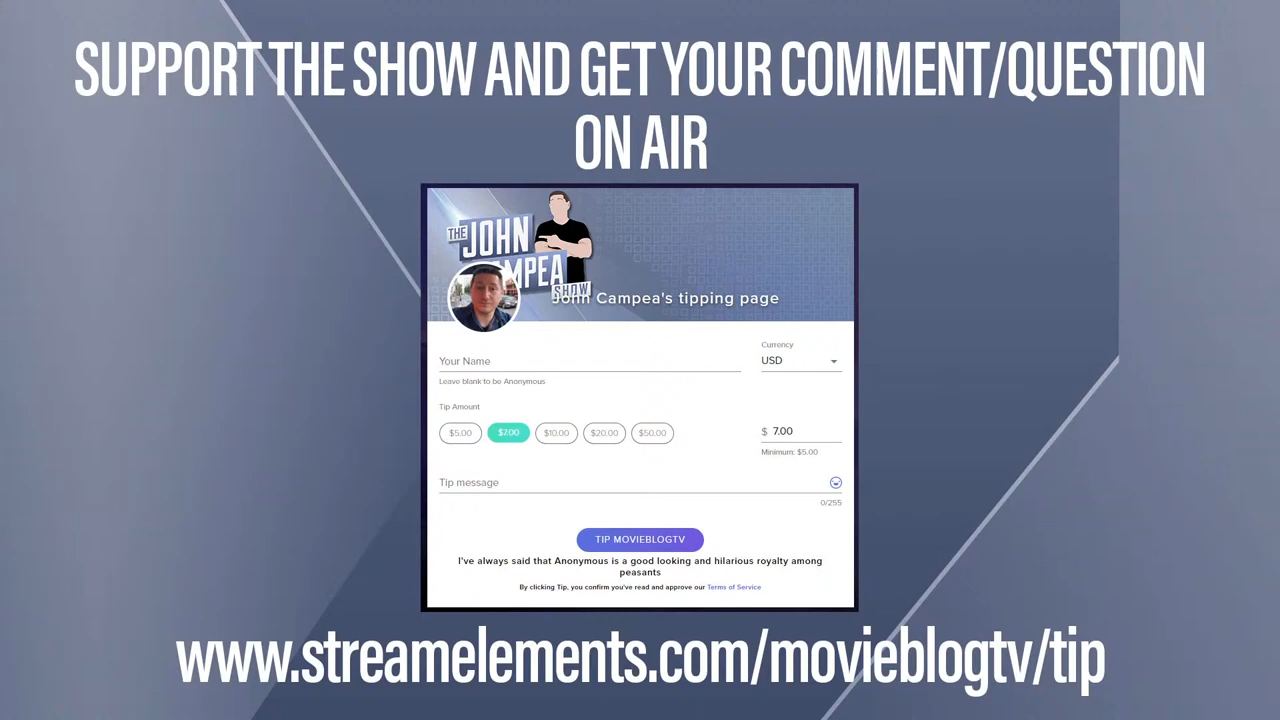 SUPPORT THE SHOW AND GET YOUR COMMENT/QUESTION
ON AIR
THE
JOHN
MPEA
SHOW
John Campea's tipping page
Your Name
Currency
USD
Leave blank to be Anonymous
Tip Amount
$5.00 $7.00 $10.00 $20.00 $50.00
$ 7.00
Minimum: $5.00
Tip message
0/255
TIP MOVIEBLOGTV
I've always said that Anonymous is a good looking and hilarious royalty among
peasants
By clicking Tip, you confirm you've read and approve our Terms of Service
www.streamelements.com/movieblogtv/tip